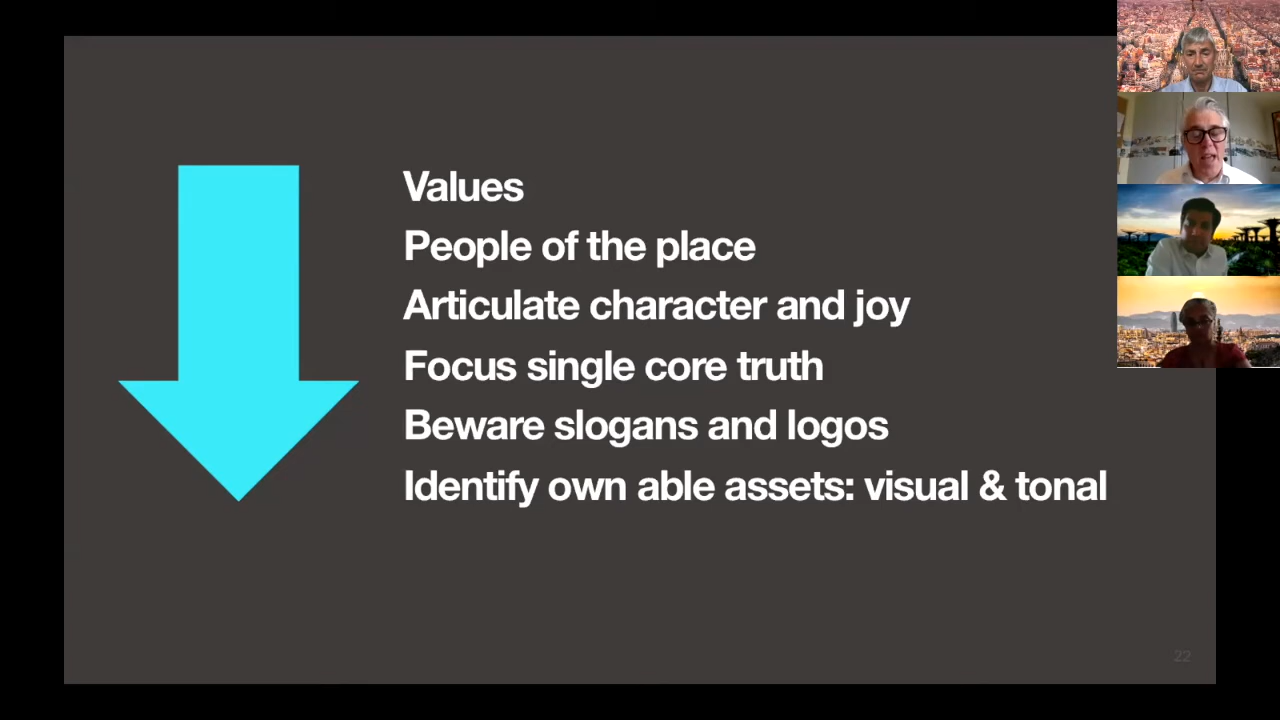 Values
People of the place
Articulate character and joy
Focus single core truth
Beware slogans and logos
Identify own able assets: visual & tonal
22